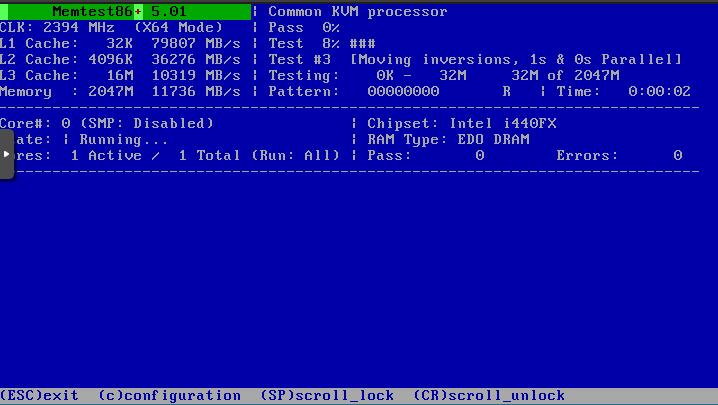 Memtest86+ 5.01 | Common KVM processor
CLK: 2394 MHz (X64 Mode) | Pass 0%
L1 Cache: 32K 79807 MB/s | Test 8% ###
L2 Cache: 4096K 36276 MB/s | Test #3 [Moving inversions, 1s & 0s Parallel]
L3 Cache: 16M 10319 MB/s | Testing: 0K - 32M 32M of 2047M
Memory : 2047M 11736 MB/s | Pattern: 00000000 R | Time: 0:00:02
Core#: 0 (SMP: Disabled) | Chipset: Intel i440FX
tate: | Running... | RAM Type: EDO DRAM
res: 1 Active / 1 Total (Run: All) | Pass: 0 Errors: 0
(ESC)exit (c)configuration (SP)scroll_lock (CR)scroll_unlock